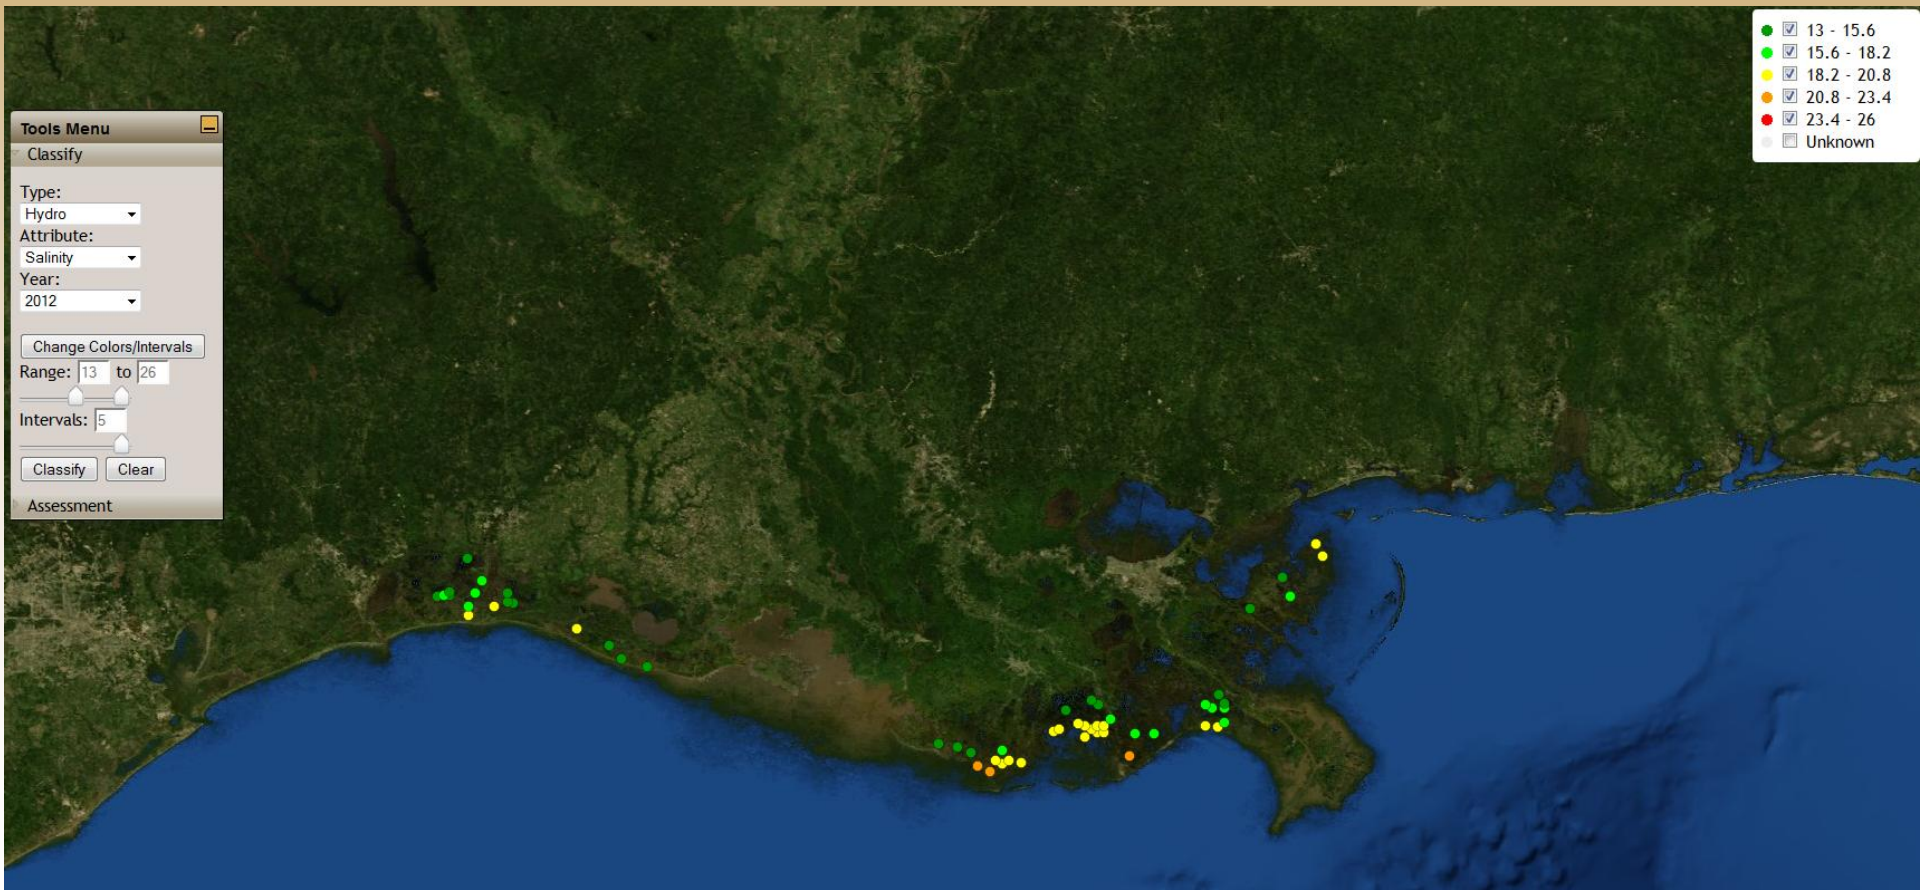 Tools Menu
Classify
Type:
Hydro
Attribute:
Salinity
Year:
2012
Change Colors/Intervals
Range: 13 to 26
Intervals: 5
Classify Clear
Assessment
13 - 15.6
15.6 - 18.2
18.2 - 20.8
20.8 - 23.4
23.4 - 26
Unknown